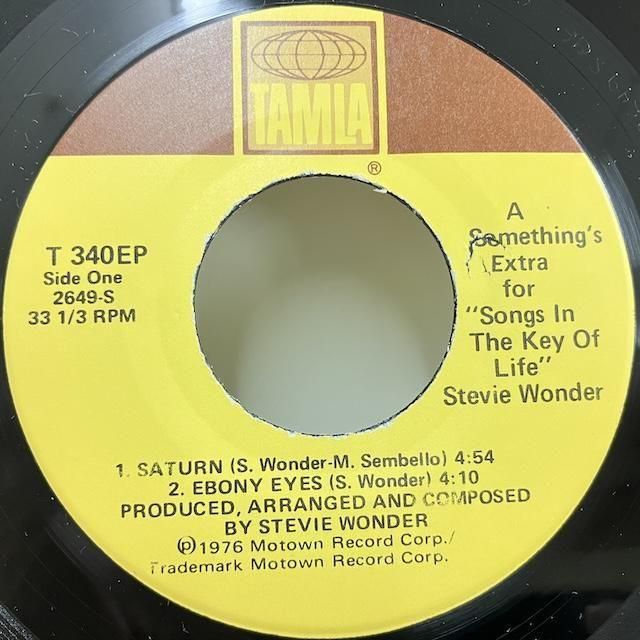 TAMLA
®
T 340EP
Side One
2649-S
33 1/3 RPM
A
Something's
Extra
for
"Songs In
The Key Of
Life"
Stevie Wonder
1. SATURN (S. Wonder-M. Sembello) 4:54
2. EBONY EYES (S. Wonder) 4:10
PRODUCED, ARRANGED AND COMPOSED
BY STEVIE WONDER
℗1976 Motown Record Corp./
Trademark Motown Record Corp.